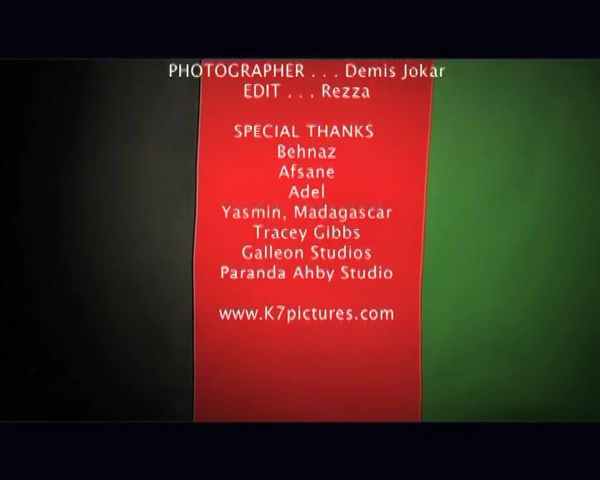 PHOTOGRAPHER . . . Demis Jokar
EDIT . . . Rezza
SPECIAL THANKS
Behnaz
Afsane
Adel
Yasmin, Madagascar
Tracey Gibbs
Galleon Studios
Paranda Ahby Studio
www.K7pictures.com